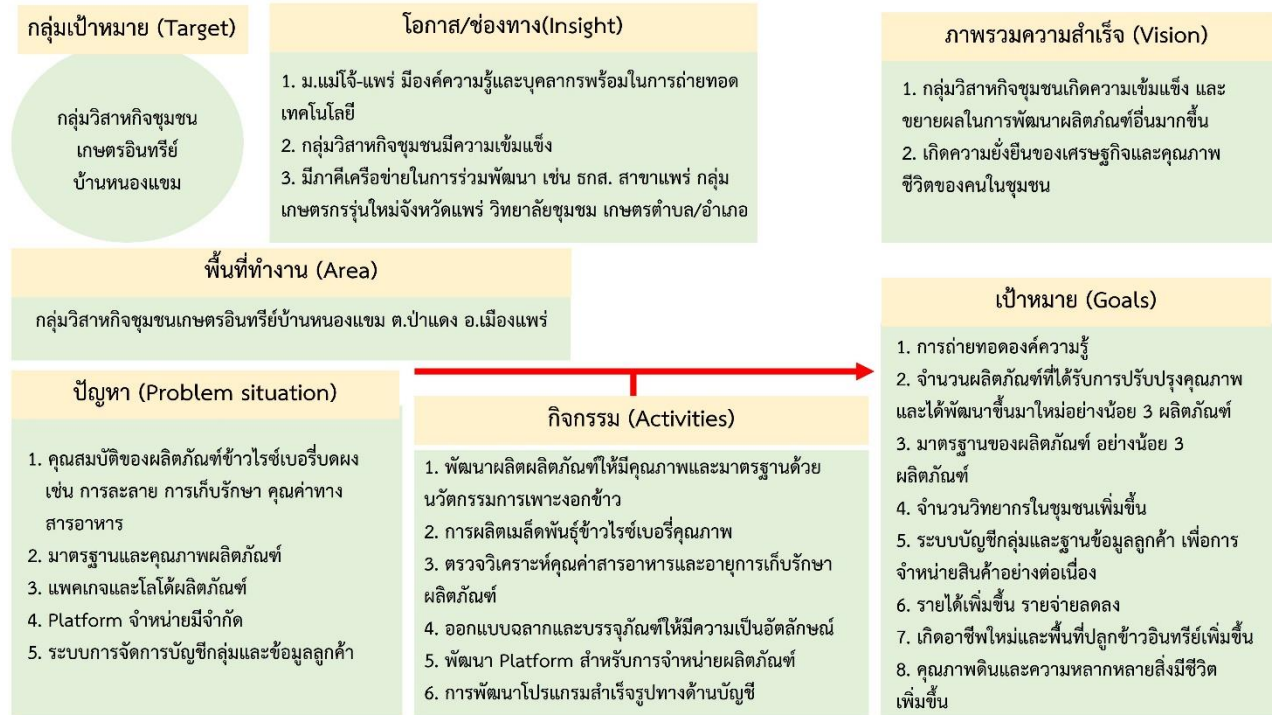 กลุ่มเป้าหมาย (Target)
กลุ่มวิสาหกิจชุมชน
เกษตรอินทรีย์
บ้านหนองแขม
โอกาส/ช่องทาง(Insight)
1. ม.แม่โจ้-แพร่ มีองค์ความรู้และบุคลากรพร้อมในการถ่ายทอด
เทคโนโลยี
2. กลุ่มวิสาหกิจชุมชนมีความเข้มแข็ง
3. มีภาคีเครือข่ายในการร่วมพัฒนา เช่น ธกส. สาขาแพร่ กลุ่ม
เกษตรกรรุ่นใหม่จังหวัดแพร่ วิทยาลัยชุมชม เกษตรตำบล/อำเภอ
ภาพรวมความสำเร็จ (Vision)
1. กลุ่มวิสาหกิจชุมชนเกิดความเข้มแข็ง และ
ขยายผลในการพัฒนาผลิตภํณฑ์อื่นมากขึ้น
2. เกิดความยั่งยืนของเศรษฐกิจและคุณภาพ
ชีวิตของคนในชุมชน
พื้นที่ทำงาน (Area)
กลุ่มวิสาหกิจชุมชนเกษตรอินทรีย์บ้านหนองแขม ต.ป่าแดง อ.เมืองแพร่
ปัญหา (Problem situation)
1. คุณสมบัติของผลิตภัณฑ์ข้าวไรซ์เบอรี่บดผง
เช่น การละลาย การเก็บรักษา คุณค่าทาง
สารอาหาร
2. มาตรฐานและคุณภาพผลิตภัณฑ์
3. แพคเกจและโลโด้ผลิตภัณฑ์
4. Platform จำหน่ายมีจำกัด
5. ระบบการจัดการบัญชีกลุ่มและข้อมูลลูกค้า
กิจกรรม (Activities)
1. พัฒนาผลิตผลิตภัณฑ์ให้มีคุณภาพและมาตรฐานด้วย
นวัตกรรมการเพาะงอกข้าว
2. การผลิตเมล็ดพันธุ์ข้าวไรซ์เบอรี่คุณภาพ
3. ตรวจวิเคราะห์คุณค่าสารอาหารและอายุการเก็บรักษา
ผลิตภัณฑ์
4. ออกแบบฉลากและบรรจุภัณฑ์ให้มีความเป็นอัตลักษณ์
5. พัฒนา Platform สำหรับการจำหน่ายผลิตภัณฑ์
6. การพัฒนาโปรแกรมสำเร็จรูปทางด้านบัญชี
เป้าหมาย (Goals)
1. การถ่ายทอดองค์ความรู้
2. จำนวนผลิตภัณฑ์ที่ได้รับการปรับปรุงคุณภาพ
และได้พัฒนาขึ้นมาใหม่อย่างน้อย 3 ผลิตภัณฑ์
3. มาตรฐานของผลิตภัณฑ์ อย่างน้อย 3
ผลิตภัณฑ์
4. จำนวนวิทยากรในชุมชนเพิ่มขึ้น
5. ระบบบัญชีกลุ่มและฐานข้อมูลลูกค้า เพื่อการ
จำหน่ายสินค้าอย่างต่อเนื่อง
6. รายได้เพิ่มขึ้น รายจ่ายลดลง
7. เกิดอาชีพใหม่และพื้นที่ปลูกข้าวอินทรีย์เพิ่มขึ้น
8. คุณภาพดินและความหลากหลายสิ่งมีชีวิต
เพิ่มขึ้น